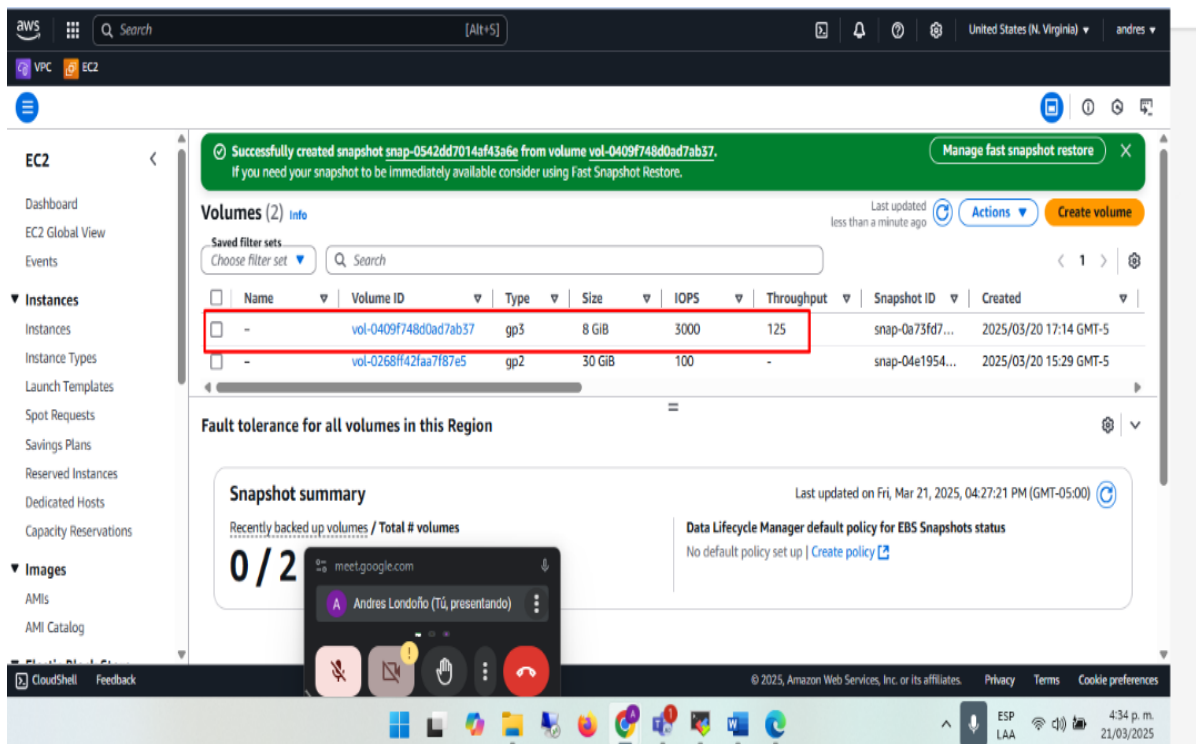 aws
Search
[Alt+S]
United States (N. Virginia)
andres
VPC
EC2
EC2
Dashboard
EC2 Global View
Events
Instances
Instances
Instance Types
Launch Templates
Spot Requests
Savings Plans
Reserved Instances
Dedicated Hosts
Capacity Reservations
Images
AMIs
AMI Catalog
Successfully created snapshot snap-0542dd7014af43a6e from volume vol-0409f748d0ad7ab37.
If you need your snapshot to be immediately available consider using Fast Snapshot Restore.
Manage fast snapshot restore
Volumes (2) Info
Last updated
less than a minute ago
Actions
Create volume
Saved filter sets
Choose filter set
Search
1
Name Volume ID Type Size IOPS Throughput Snapshot ID Created
- vol-0409f748d0ad7ab37 gp3 8 GiB 3000 125 snap-0a73fd7... 2025/03/20 17:14 GMT-5
- vol-0268ff42faa7f87e5 gp2 30 GiB 100 - snap-04e1954... 2025/03/20 15:29 GMT-5
Fault tolerance for all volumes in this Region
Snapshot summary
Last updated on Fri, Mar 21, 2025, 04:27:21 PM (GMT-05:00)
Recently backed up volumes / Total # volumes
0 / 2
Data Lifecycle Manager default policy for EBS Snapshots status
No default policy set up | Create policy
meet.google.com
A Andres Londoño (Tú, presentando)
CloudShell Feedback
© 2025, Amazon Web Services, Inc. or its affiliates. Privacy Terms Cookie preferences
ESP
LAA
4:34 p. m.
21/03/2025